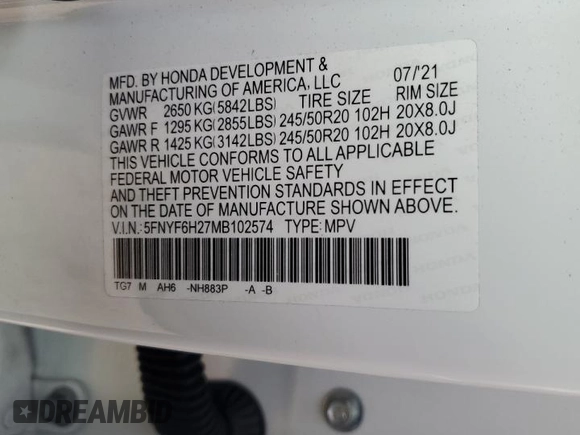 MFD. BY HONDA DEVELOPMENT &
MANUFACTURING OF AMERICA, LLC 07/'21
GVWR 2650 KG(5842LBS) TIRE SIZE RIM SIZE
GAWR F 1295 KG(2855LBS) 245/50R20 102H 20X8.0J
GAWR R 1425 KG(3142LBS) 245/50R20 102H 20X8.0J
THIS VEHICLE CONFORMS TO ALL APPLICABLE
FEDERAL MOTOR VEHICLE SAFETY
AND THEFT PREVENTION STANDARDS IN EFFECT
ON THE DATE OF MANUFACTURE SHOWN ABOVE.
V.I.N.: 5FNYF6H27MB102574 TYPE: MPV
TG7 M AH6 -NH883P -A -B
DREAMBID